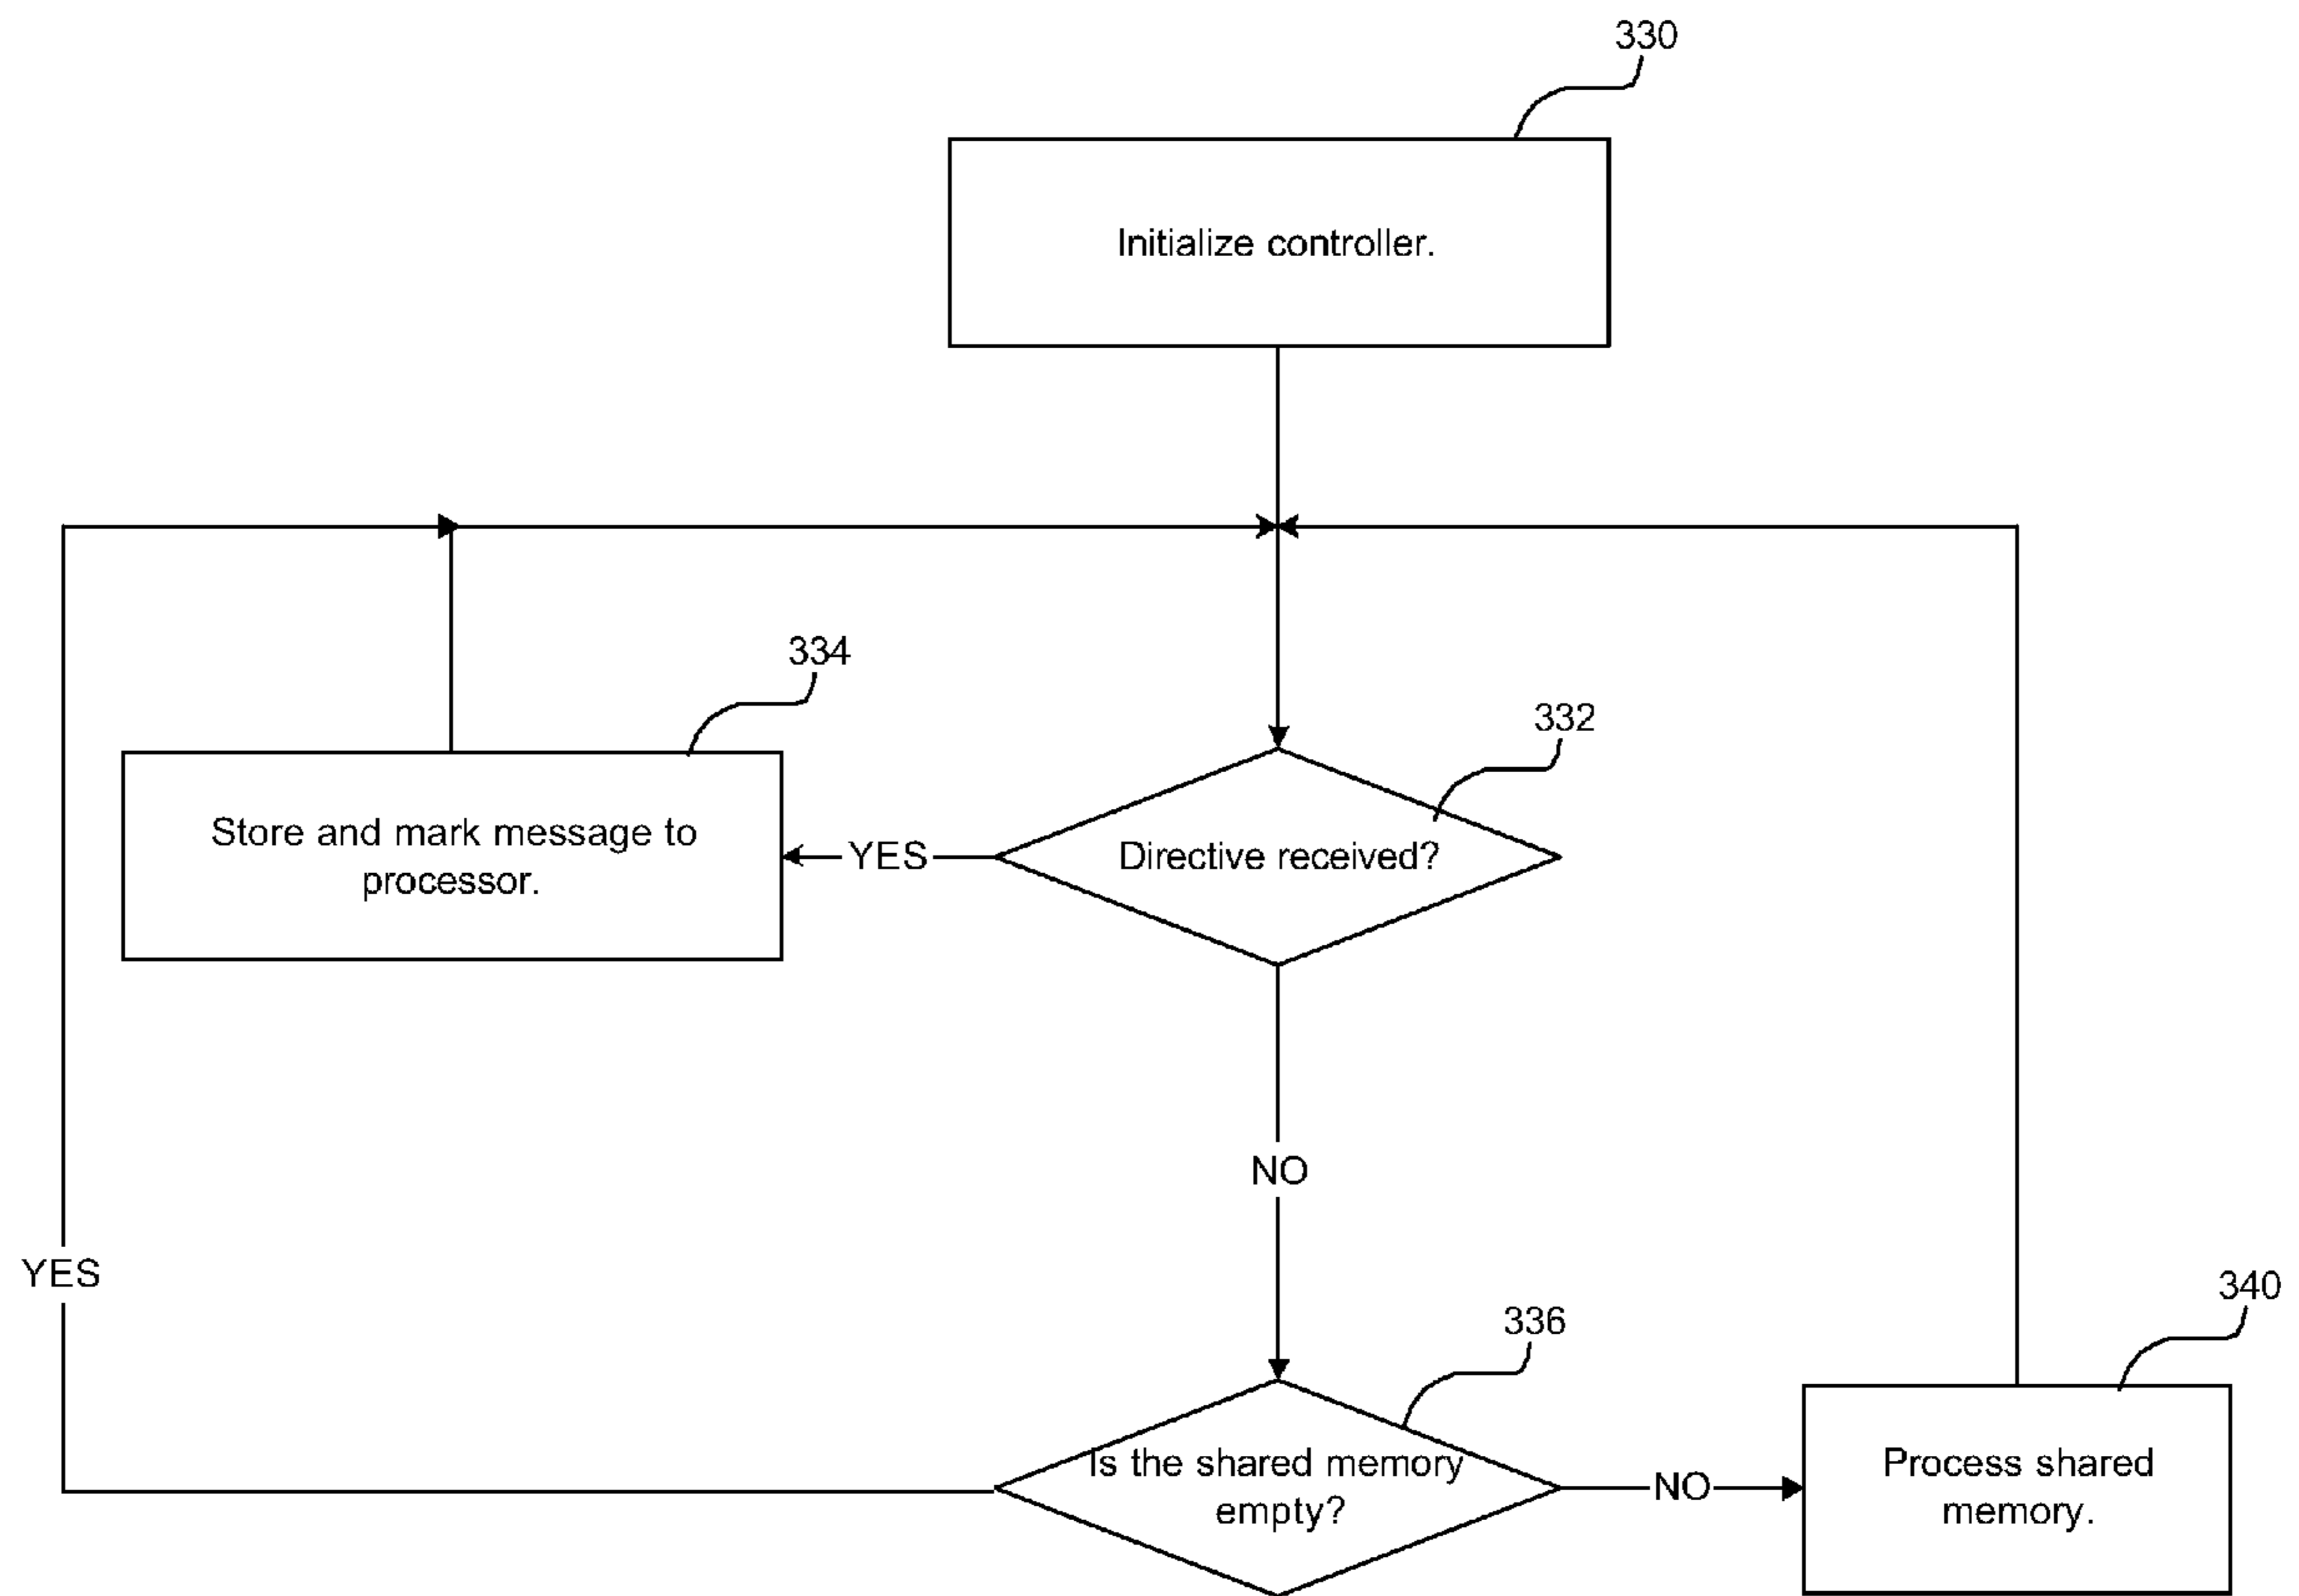 330
Initialize controller.
334
332
Store and mark message to
processor.
YES
Directive received?
NO
YES
340
336
Is the shared memory
empty?
NO
Process shared
memory.